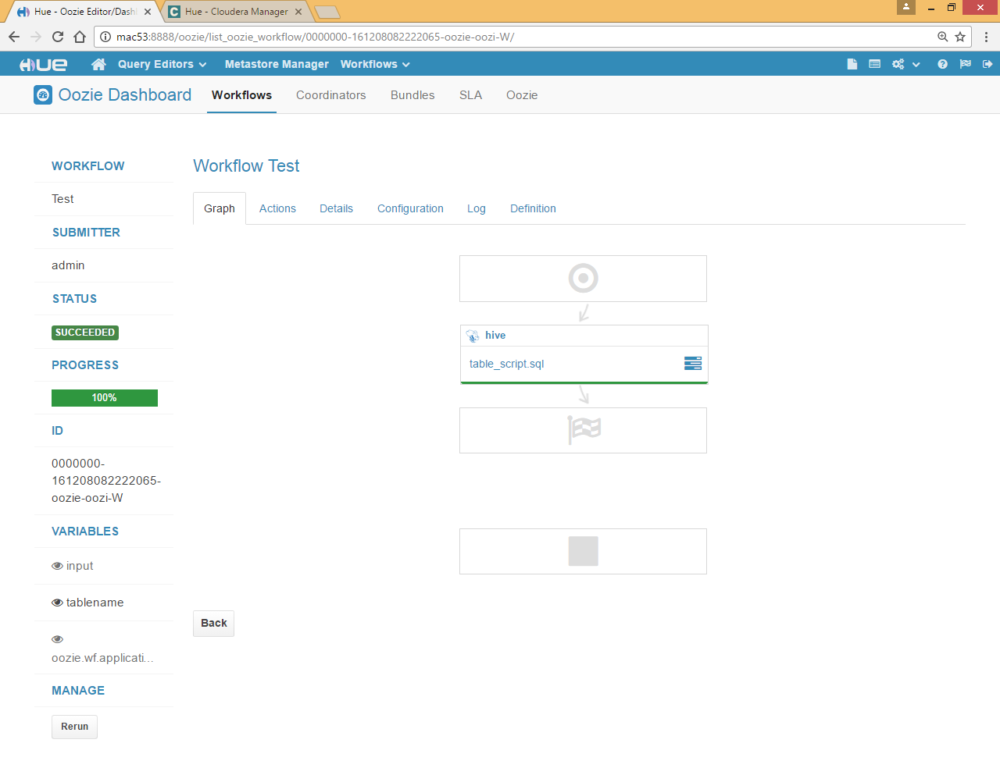 Hue - Oozie Editor/Dash
Hue - Cloudera Manager
mac53:8888/oozie/list_oozie_workflow/0000000-161208082222065-oozie-oozi-W/
HUE Query Editors Metastore Manager Workflows
Oozie Dashboard Workflows Coordinators Bundles SLA Oozie
WORKFLOW
Test
SUBMITTER
admin
STATUS
SUCCEEDED
PROGRESS
100%
ID
0000000-
161208082222065-
oozie-oozi-W
VARIABLES
input
tablename
oozie.wf.applicati...
MANAGE
Rerun
Workflow Test
Graph Actions Details Configuration Log Definition
hive
table_script.sql
Back